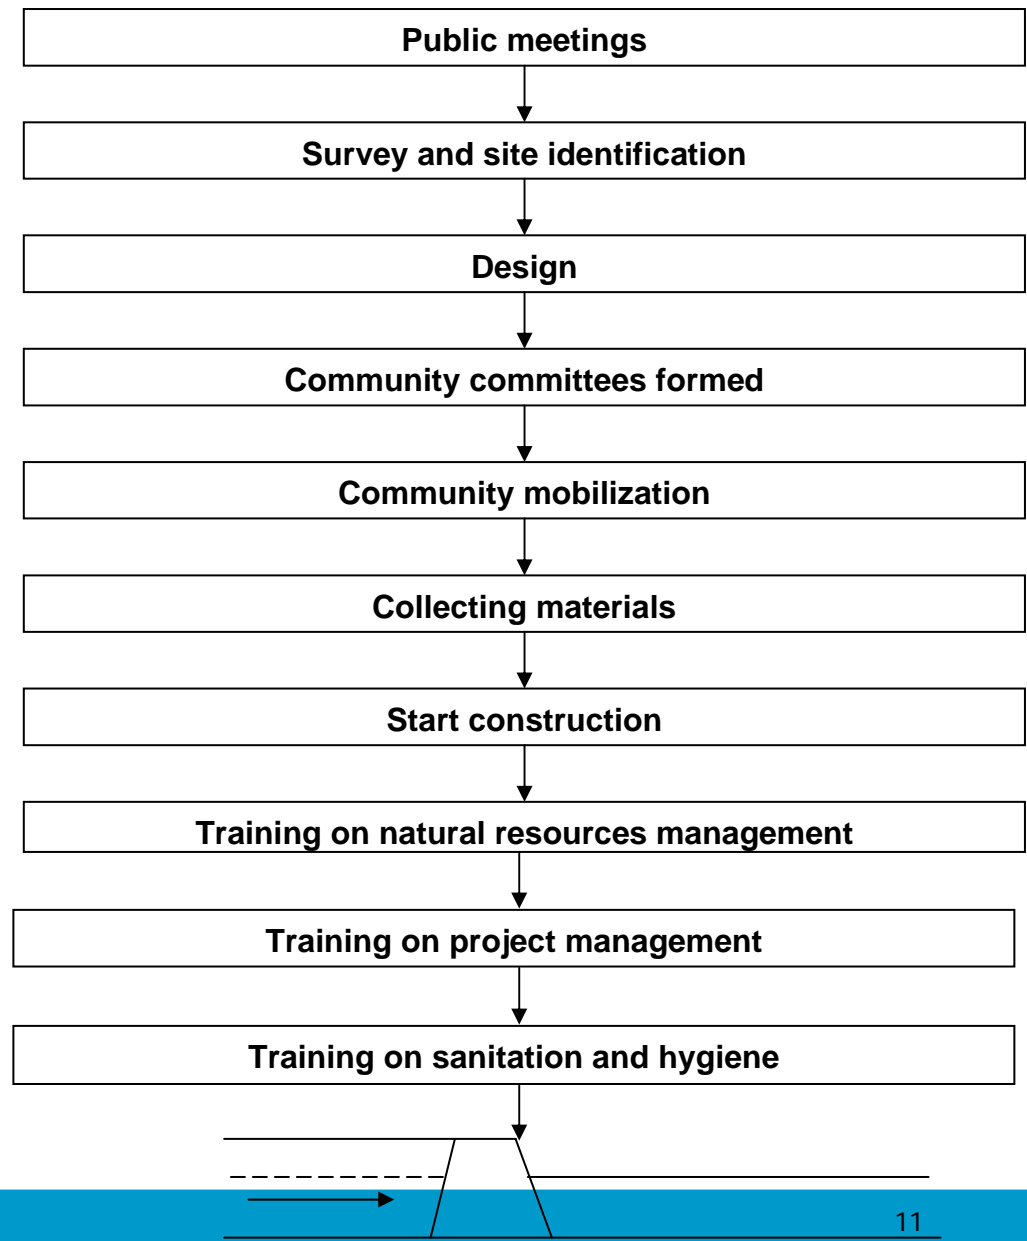 Public meetings
Survey and site identification
Design
Community committees formed
Community mobilization
Collecting materials
Start construction
Training on natural resources management
Training on project management
Training on sanitation and hygiene
11